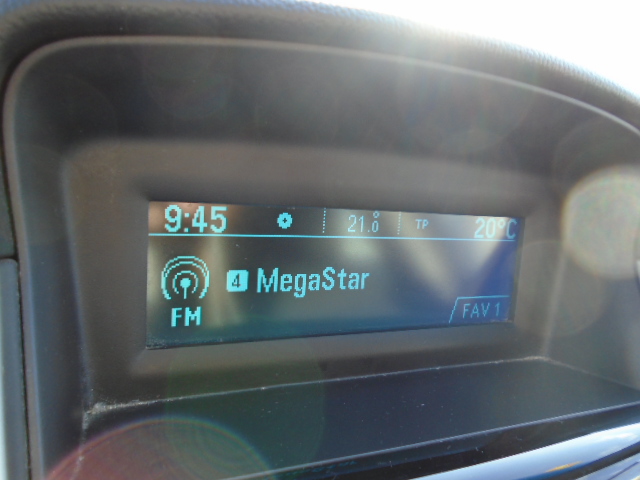 9:45 21.0° TP 20°C
4 MegaStar
FM
FAV 1